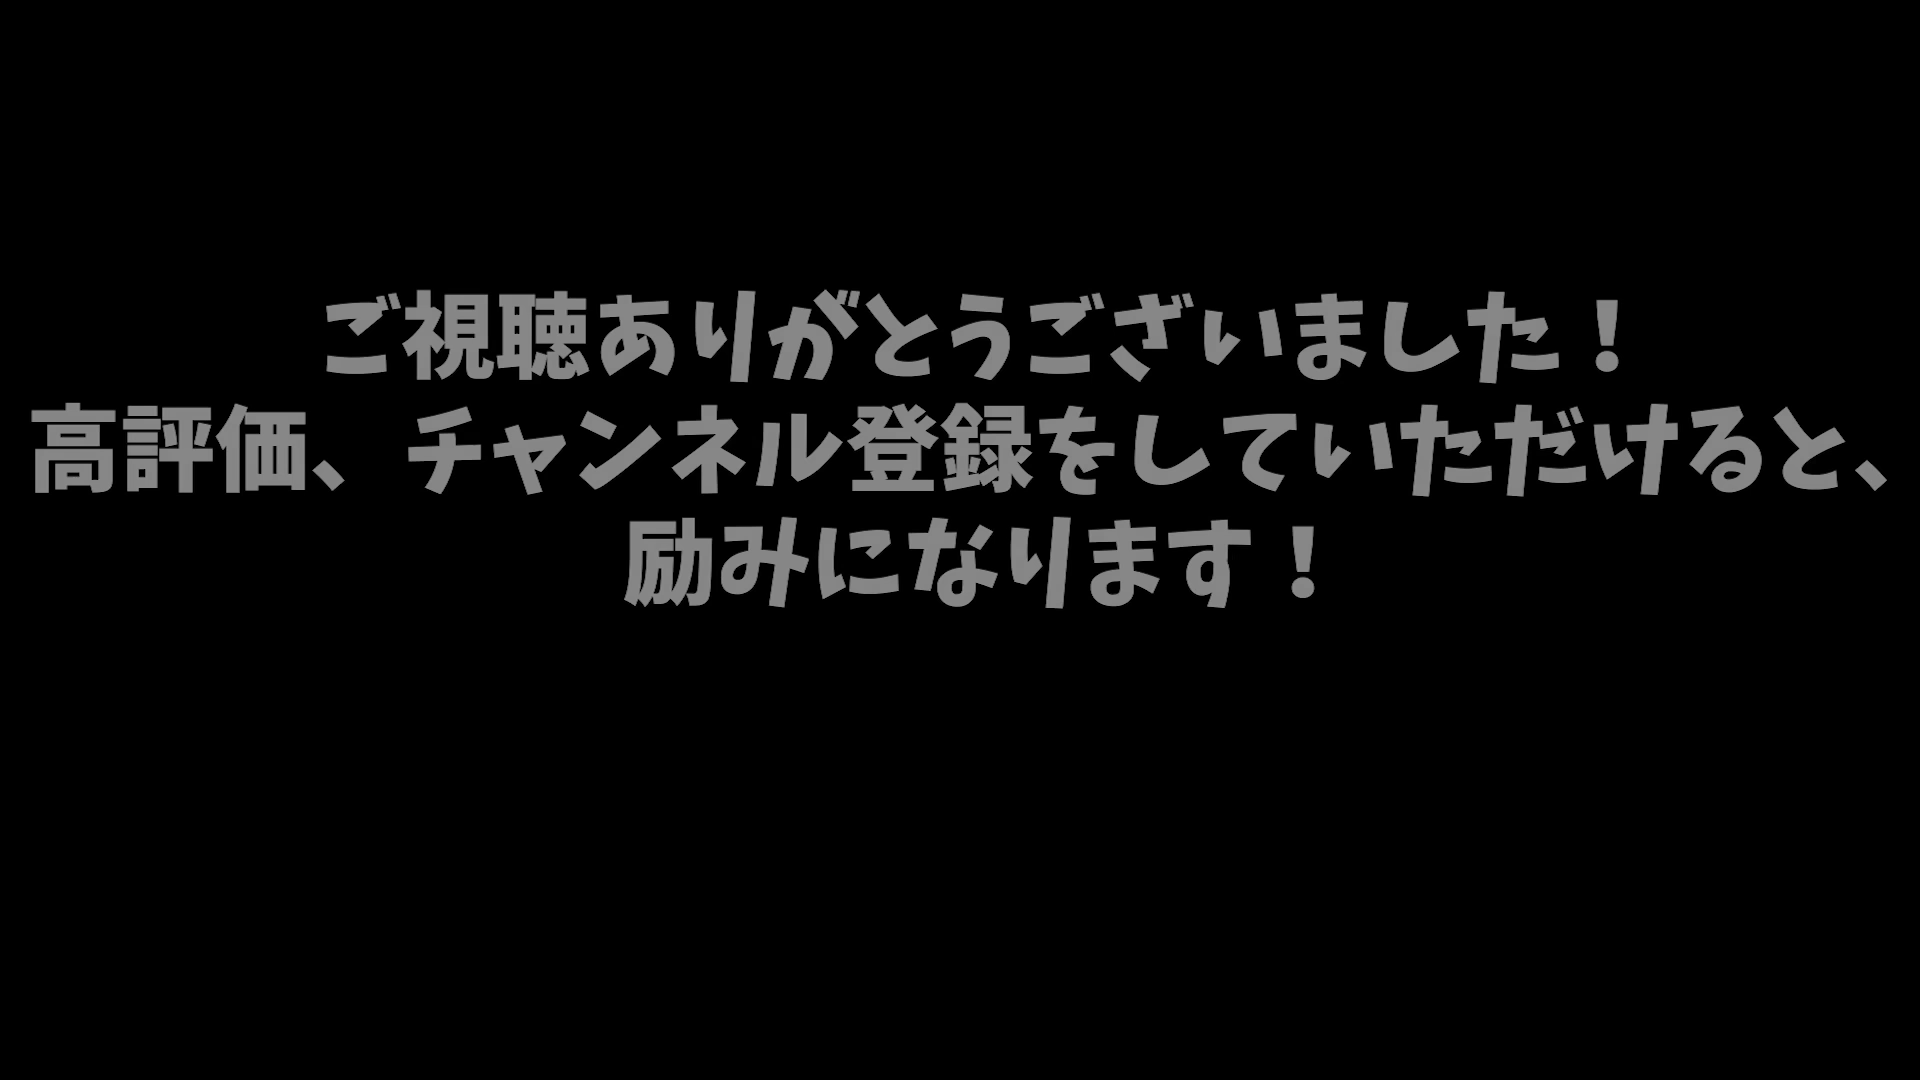 ご視聴ありがとうございました！
高評価、チャンネル登録をしていただけると、
励みになります！